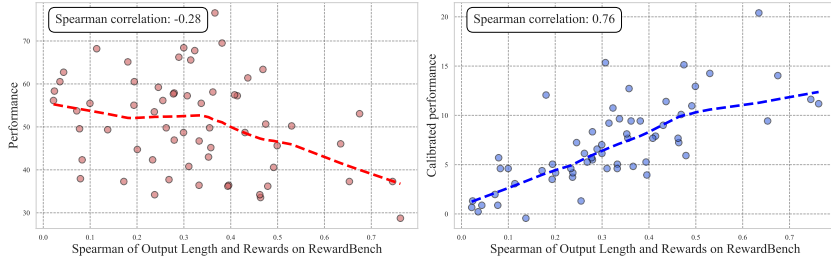 Spearman correlation: -0.28
Performance
70
60
50
40
30
0.0 0.1 0.2 0.3 0.4 0.5 0.6 0.7
Spearman of Output Length and Rewards on RewardBench
Spearman correlation: 0.76
Calibrated performance
20
15
10
5
0
0.0 0.1 0.2 0.3 0.4 0.5 0.6 0.7
Spearman of Output Length and Rewards on RewardBench